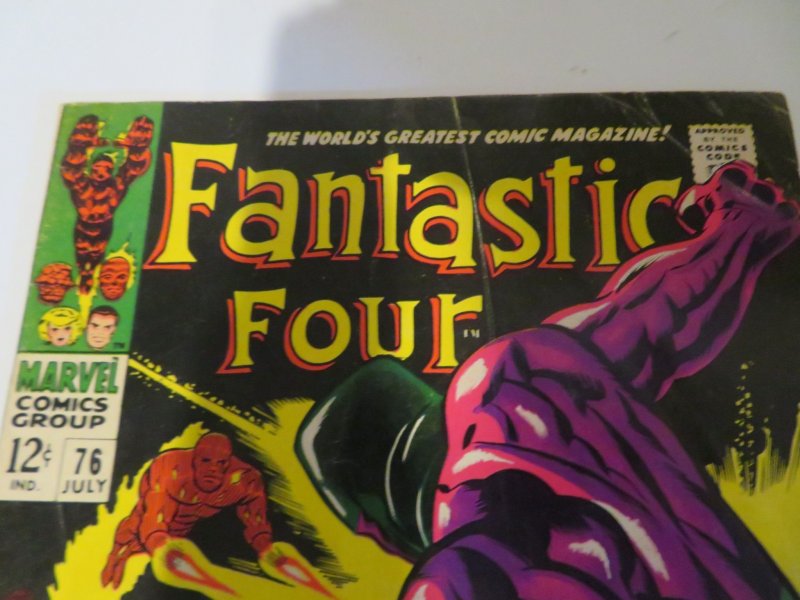 THE WORLD'S GREATEST COMIC MAGAZINE!
APPROVED
BY THE
COMICS
CODE
FANTASTIC
FOUR
TM
TM
MARVEL
COMICS
GROUP
12¢
IND.
76
JULY